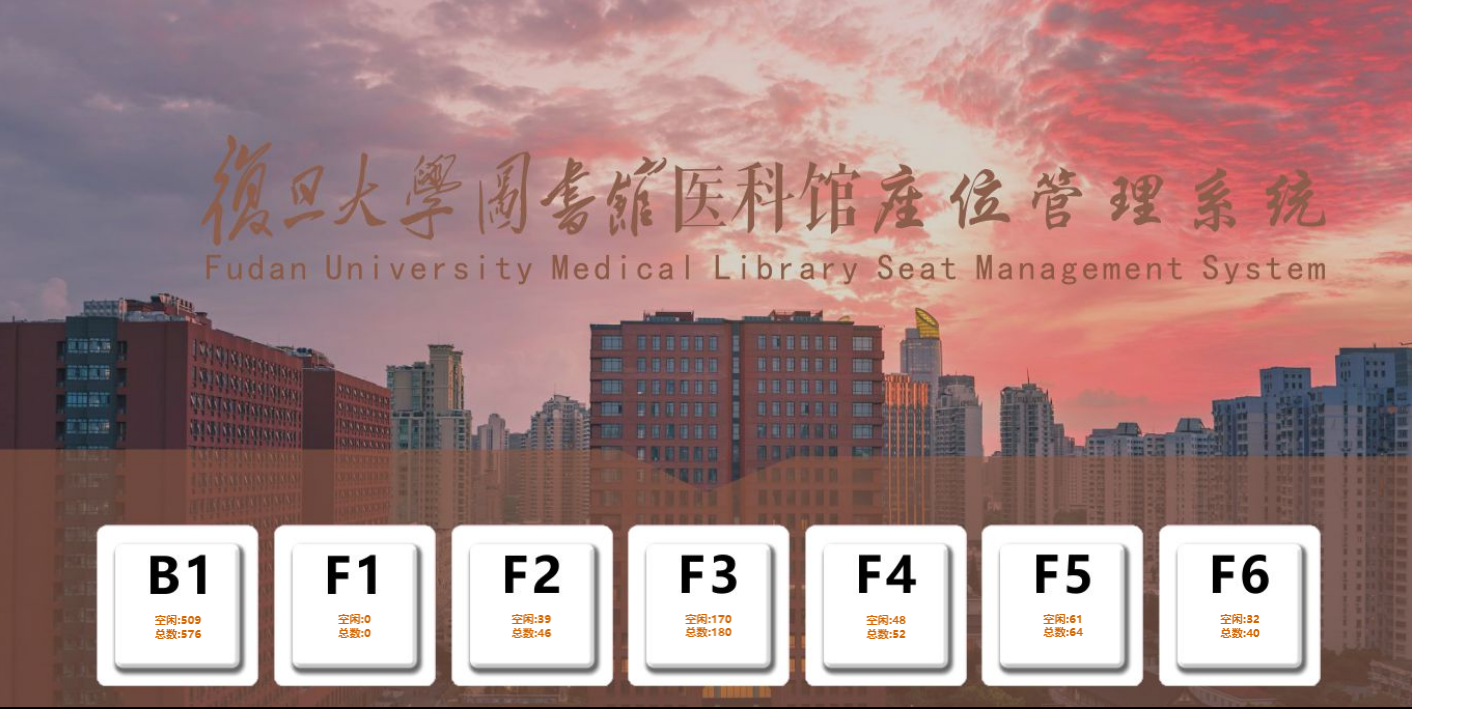 復旦大學圖書館医科馆座位管理系统
Fudan University Medical Library Seat Management System
B1
空闲:509
总数:576
F1
空闲:0
总数:0
F2
空闲:39
总数:46
F3
空闲:170
总数:180
F4
空闲:48
总数:52
F5
空闲:61
总数:64
F6
空闲:32
总数:40